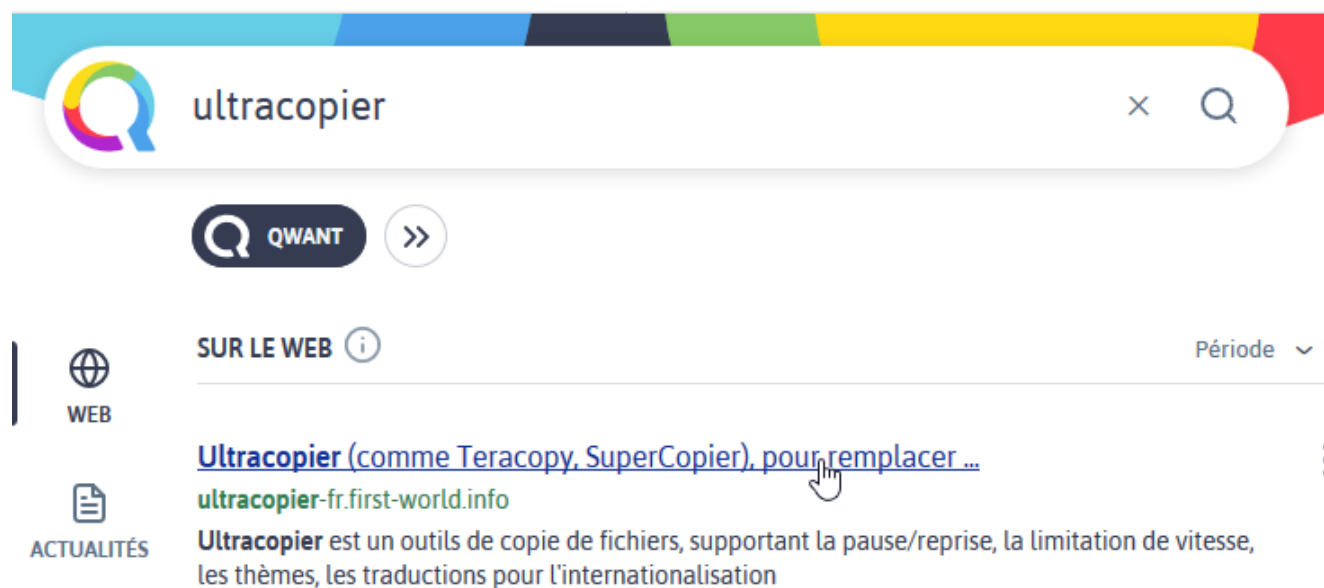 ultracopier
QWANT
SUR LE WEB
Période
WEB
Ultracopier (comme Teracopy, SuperCopier), pour remplacer ...
ultracopier-fr.first-world.info
ACTUALITÉS
Ultracopier est un outils de copie de fichiers, supportant la pause/reprise, la limitation de vitesse,
les thèmes, les traductions pour l'internationalisation